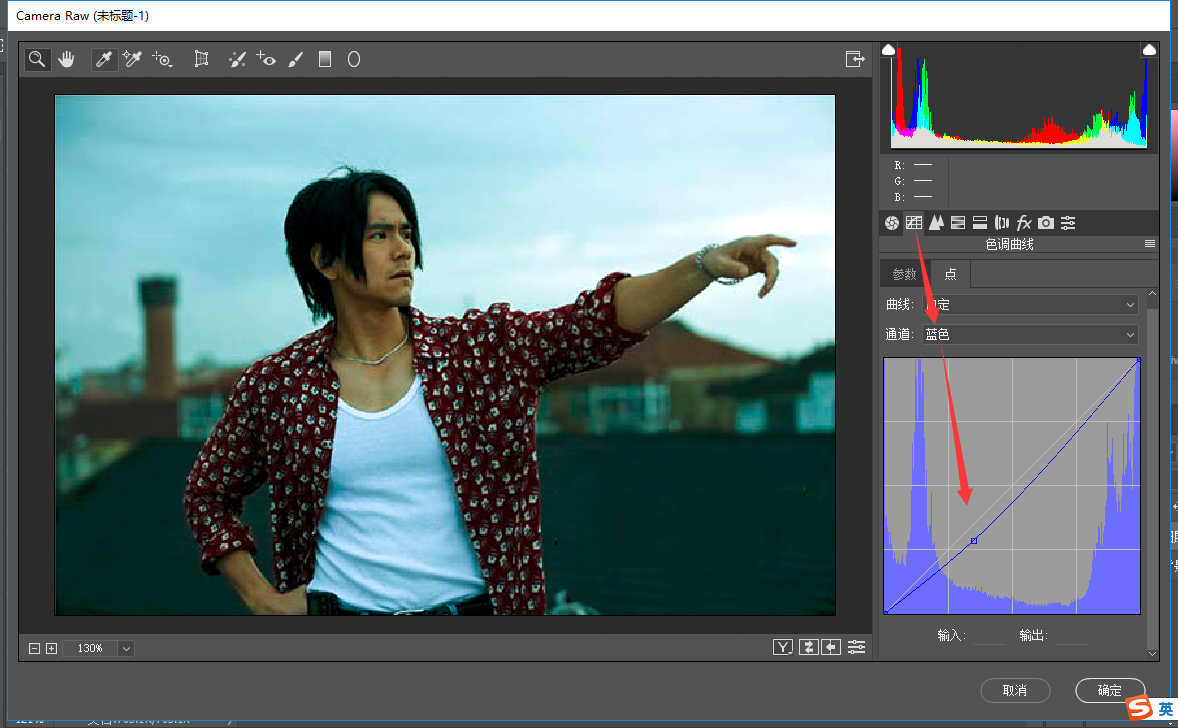 Camera Raw (未标题-1)
R:
G:
B:
fx
色调曲线
参数 点
曲线: 定
通道: 蓝色
输入: 输出:
130%
Y
取消 确定
S 英